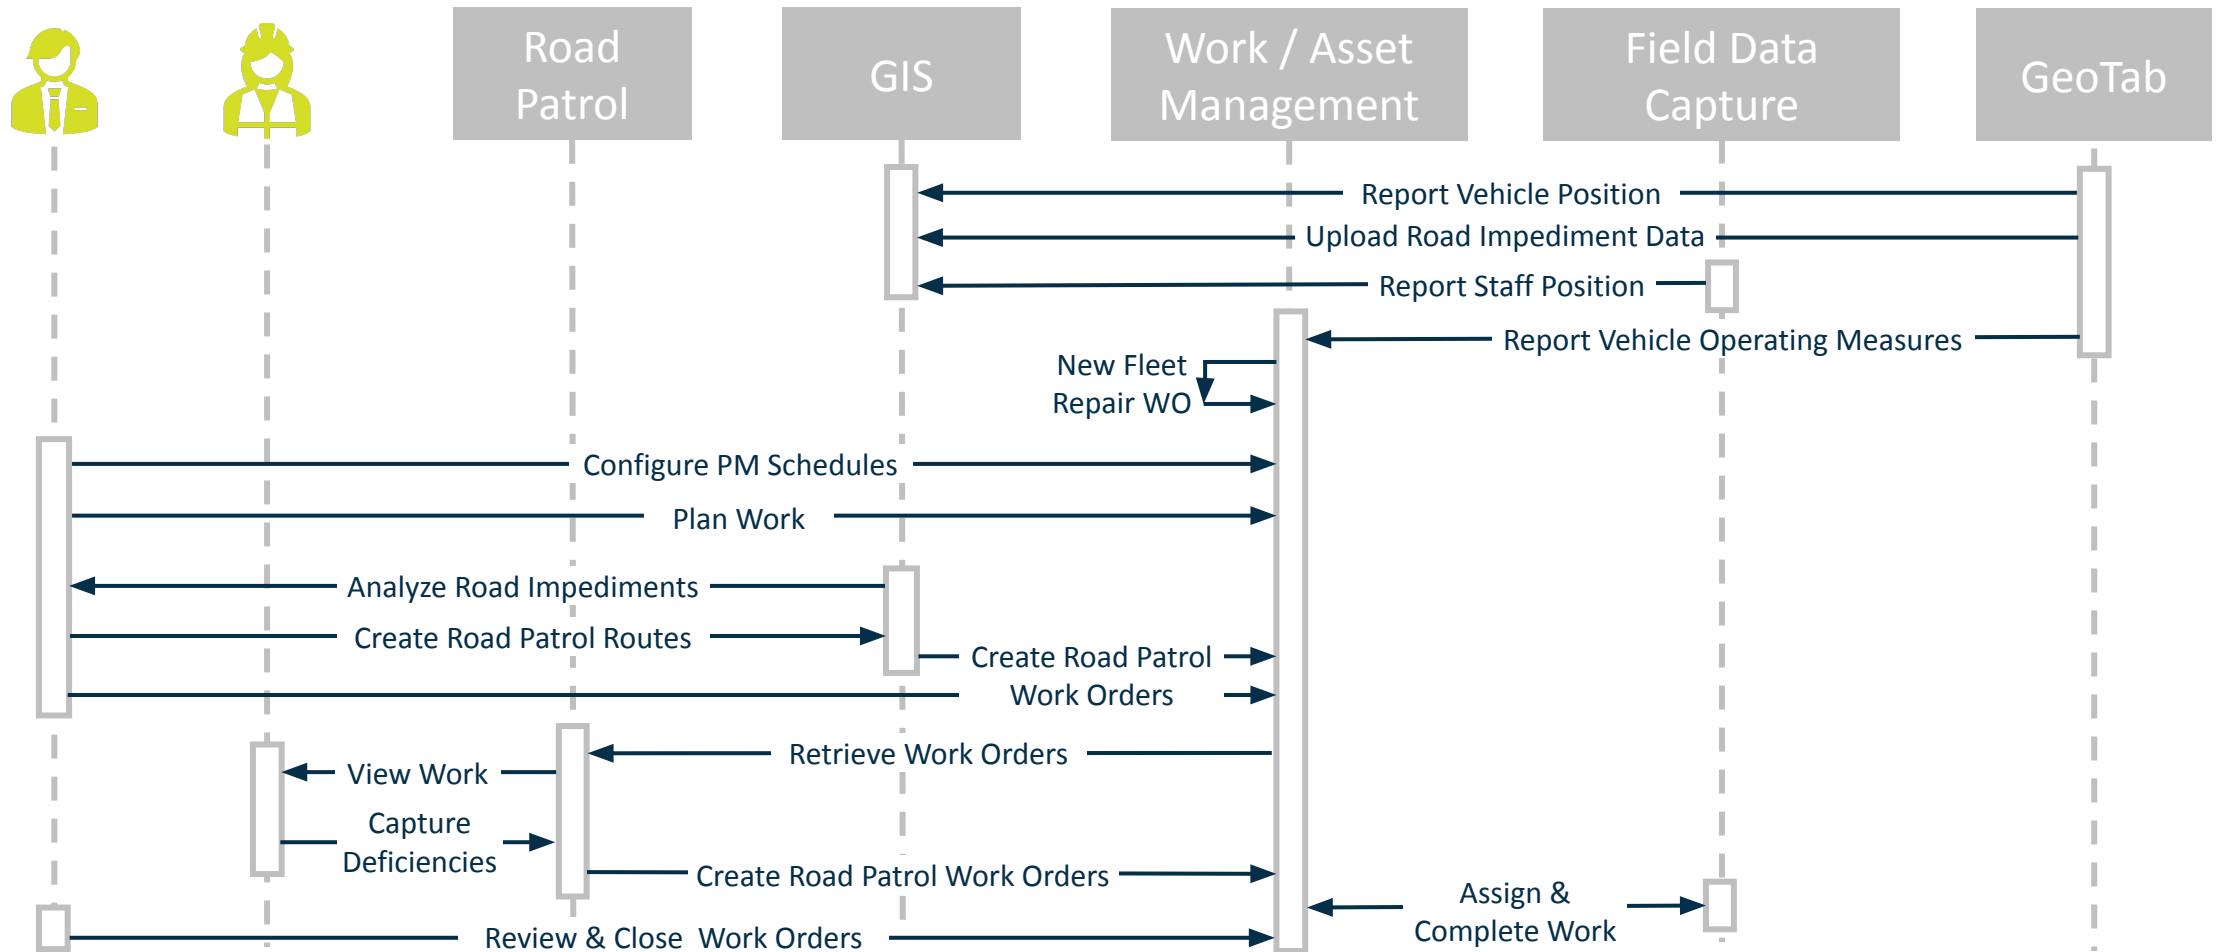 Road
Patrol
GIS
Work / Asset
Management
Field Data
Capture
GeoTab
Report Vehicle Position
Upload Road Impediment Data
Report Staff Position
Report Vehicle Operating Measures
New Fleet
Repair WO
Configure PM Schedules
Plan Work
Analyze Road Impediments
Create Road Patrol Routes
Create Road Patrol
Work Orders
Retrieve Work Orders
View Work
Capture
Deficiencies
Create Road Patrol Work Orders
Assign &
Complete Work
Review & Close Work Orders